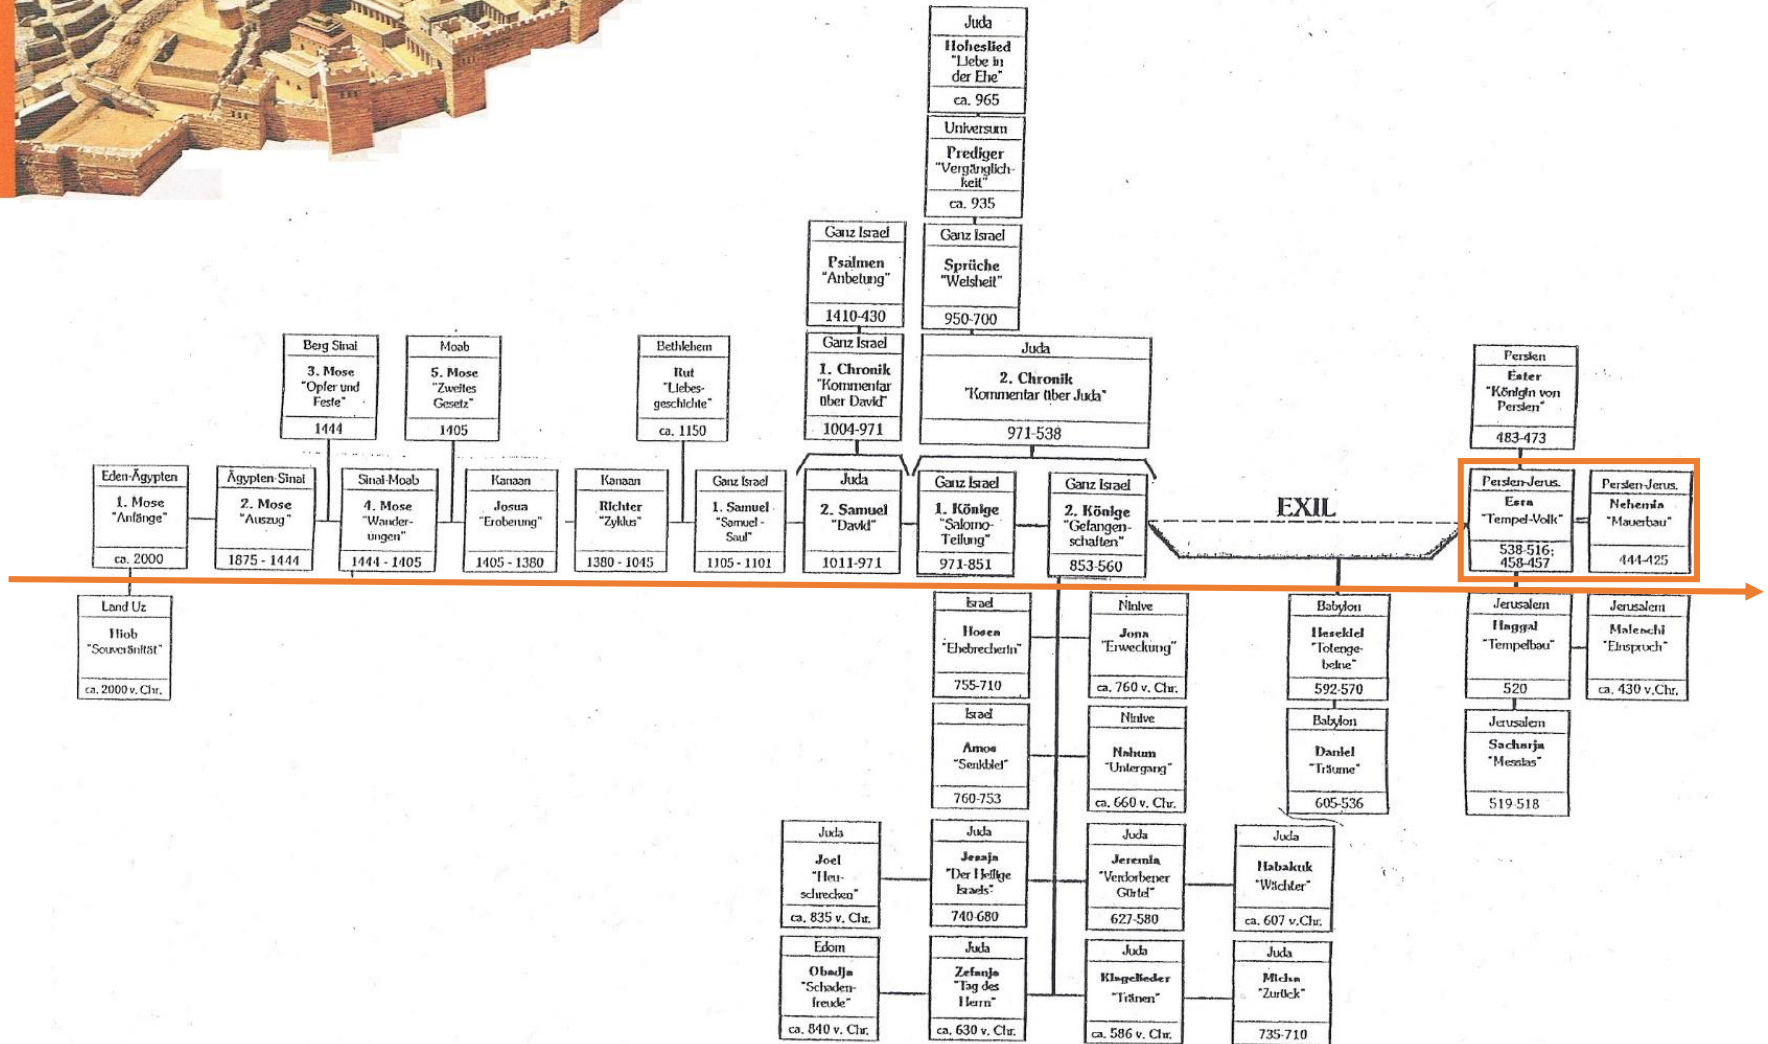 Juda
Hoheslied
"Liebe in
der Ehe"
ca. 965
Universum
Prediger
"Vergänglich-
keit"
ca. 935
Ganz Israel
Psalmen
"Anbetung"
1410-430
Ganz Israel
Sprüche
"Weisheit"
950-700
Berg Sinai
3. Mose
"Opfer und
Feste"
1444
Moab
5. Mose
"Zweites
Gesetz"
1405
Bethlehem
Rut
"Liebes-
geschichte"
ca. 1150
Ganz Israel
1. Chronik
"Kommentar
über David"
1004-971
Juda
2. Chronik
"Kommentar über Juda"
971-538
Persien
Ester
"Königin von
Persien"
483-473
Eden-Ägypten
1. Mose
"Anfänge"
ca. 2000
Ägypten-Sinai
2. Mose
"Auszug"
1875 - 1444
Sinai-Moab
4. Mose
"Wander-
ungen"
1444 - 1405
Kanaan
Josua
"Eroberung"
1405 - 1380
Kanaan
Richter
"Zyklus"
1380 - 1045
Ganz Israel
1. Samuel
"Samuel -
Saul"
1105 - 1101
Juda
2. Samuel
"David"
1011-971
Ganz Israel
1. Könige
"Salomo-
Teilung"
971-851
Ganz Israel
2. Könige
"Gefangen-
schaften"
853-560
EXIL
Persien-Jerus.
Esra
"Tempel-Volk"
538-516;
458-457
Persien-Jerus.
Nehemia
"Mauerbau"
444-425
Land Uz
Hiob
"Souveränität"
ca. 2000 v. Chr.
Israel
Hosea
"Ehebrecherin"
755-710
Ninive
Jona
"Erweckung"
ca. 760 v. Chr.
Babylon
Hesekiel
"Totenge-
beine"
592-570
Jerusalem
Haggai
"Tempelbau"
520
Jerusalem
Maleachi
"Einspruch"
ca. 430 v.Chr.
Israel
Amos
"Senkblei"
760-753
Ninive
Nahum
"Untergang"
ca. 660 v. Chr.
Babylon
Daniel
"Träume"
605-536
Jerusalem
Sacharja
"Messias"
519-518
Juda
Joel
"Heu-
schrecken"
ca. 835 v. Chr.
Juda
Jesaja
"Der Heilige
Israels"
740-680
Juda
Jeremia
"Verdorbener
Gürtel"
627-580
Juda
Habakuk
"Wächter"
ca. 607 v.Chr.
Edom
Obadja
"Schaden-
freude"
ca. 840 v. Chr.
Juda
Zefanja
"Tag des
Herrn"
ca. 630 v. Chr.
Juda
Klagelieder
"Tränen"
ca. 586 v. Chr.
Juda
Micha
"Zurück"
735-710